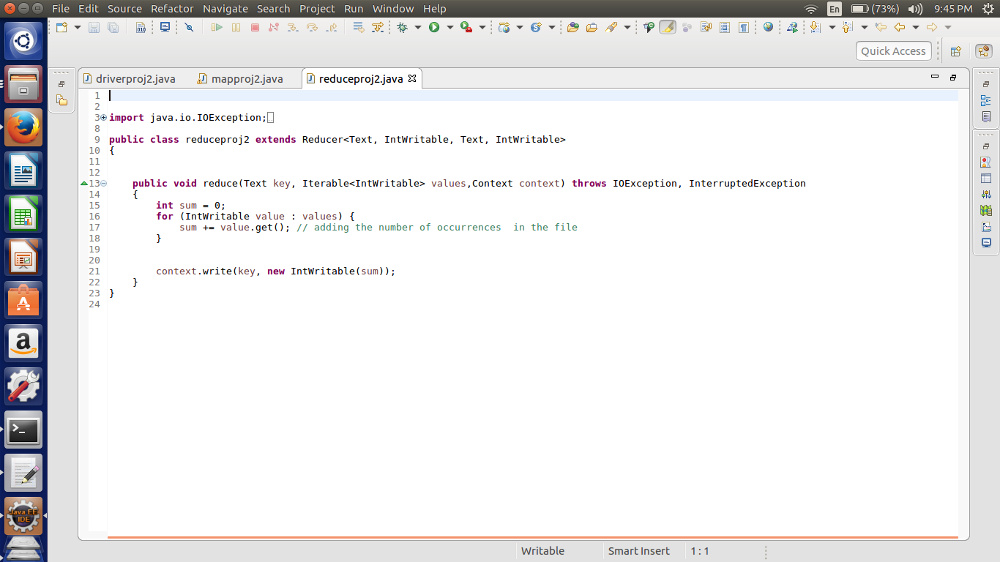 File Edit Source Refactor Navigate Search Project Run Window Help
En (73%) 9:45 PM
010
Quick Access
driverproj2.java mapproj2.java reduceproj2.java
1
2
3 import java.io.IOException;
8
9 public class reduceproj2 extends Reducer<Text, IntWritable, Text, IntWritable>
10 {
11
12
13 public void reduce(Text key, Iterable<IntWritable> values,Context context) throws IOException, InterruptedException
14 {
15 int sum = 0;
16 for (IntWritable value : values) {
17 sum += value.get(); // adding the number of occurrences  in the file
18 }
19
20
21 context.write(key, new IntWritable(sum));
22 }
23 }
24
Java EE
IDE
Writable Smart Insert 1 : 1